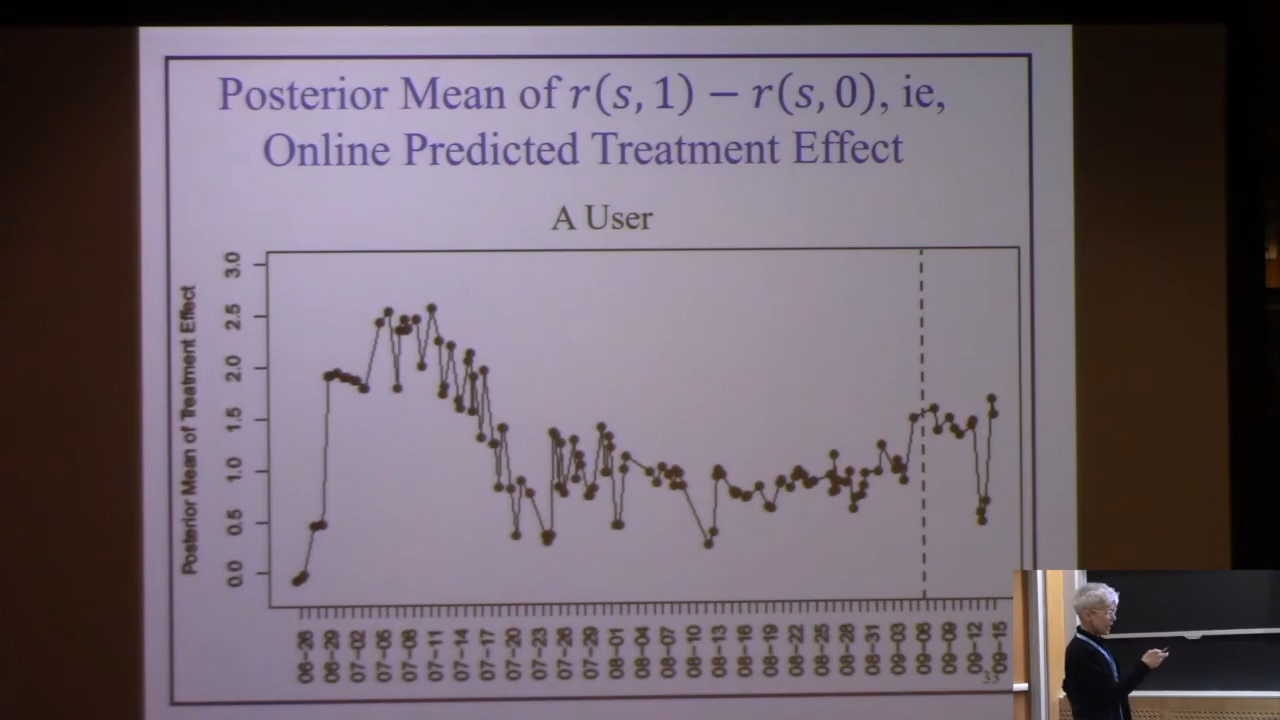 Posterior Mean of r(s, 1) − r(s, 0), ie,
Online Predicted Treatment Effect
A User
Posterior Mean of Treatment Effect
3.0
2.5
2.0
1.5
1.0
0.5
0.0
06-26 06-29 07-02 07-05 07-08 07-11 07-14 07-17 07-20 07-23 07-26 07-29 08-01 08-04 08-07 08-10 08-13 08-16 08-19 08-22 08-25 08-28 08-31 09-03 09-06 09-09 09-12 09-15
33